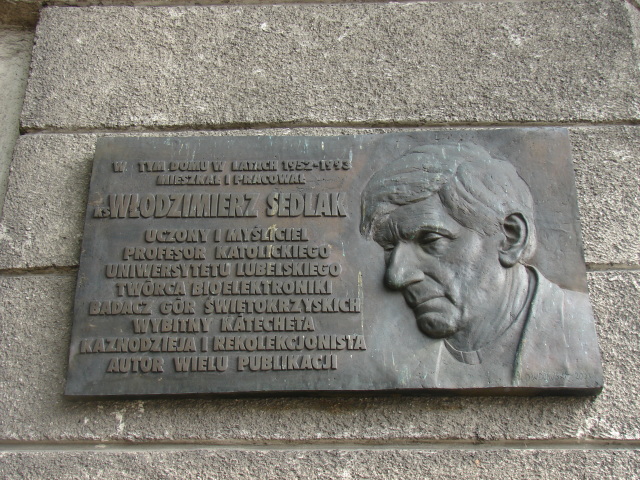 W TYM DOMU W LATACH 1952-1993
MIESZKAŁ I PRACOWAŁ
KS. WŁODZIMIERZ SEDLAK
UCZONY I MYŚLICIEL
PROFESOR KATOLICKIEGO
UNIWERSYTETU LUBELSKIEGO
TWÓRCA BIOELEKTRONIKI
BADACZ GÓR ŚWIĘTOKRZYSKICH
WYBITNY KATECHETA
KAZNODZIEJA I REKOLEKCJONISTA
AUTOR WIELU PUBLIKACJI